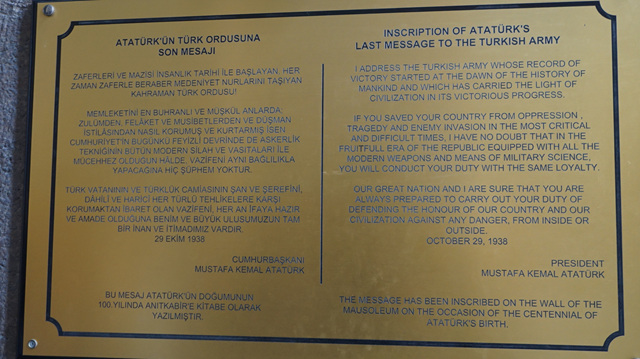 ATATÜRK'ÜN TÜRK ORDUSUNA
SON MESAJI
ZAFERLERİ VE MAZİSİ İNSANLIK TARİHİ İLE BAŞLAYAN, HER
ZAMAN ZAFERLE BERABER MEDENİYET NURLARINI TAŞIYAN
KAHRAMAN TÜRK ORDUSU!
MEMLEKETİNİ EN BUHRANLI VE MÜŞKÜL ANLARDA,
ZULÜMDEN, FELÂKET VE MUSİBETLERDEN VE DÜŞMAN
İSTİLÂSINDAN NASIL KORUMUŞ VE KURTARMIŞ İSEN
CUMHURİYET'İN BUGÜNKÜ FEYİZLİ DEVRİNDE DE ASKERLİK
TEKNİĞİNİN BÜTÜN MODERN SİLAH VE VASITALARI İLE
MÜCEHHEZ OLDUĞUN HÂLDE, VAZİFENİ AYNI BAĞLILIKLA
YAPACAĞINA HİÇ ŞÜPHEM YOKTUR.
TÜRK VATANININ VE TÜRKLÜK CAMİASININ ŞAN VE ŞEREFİNİ,
DÂHİLÎ VE HARİCÎ HER TÜRLÜ TEHLİKELERE KARŞI
KORUMAKTAN İBARET OLAN VAZİFENİ, HER AN İFAYA HAZIR
VE AMADE OLDUĞUNA BENİM VE BÜYÜK ULUSUMUZUN TAM
BİR İNAN VE İTİMADIMIZ VARDIR.
29 EKİM 1938
CUMHURBAŞKANI
MUSTAFA KEMAL ATATÜRK
BU MESAJ ATATÜRK'ÜN DOĞUMUNUN
100.YILINDA ANITKABİR'E KİTABE OLARAK
YAZILMIŞTIR.
INSCRIPTION OF ATATÜRK'S
LAST MESSAGE TO THE TURKISH ARMY
I ADDRESS THE TURKISH ARMY WHOSE RECORD OF
VICTORY STARTED AT THE DAWN OF THE HISTORY OF
MANKIND AND WHICH HAS CARRIED THE LIGHT OF
CIVILIZATION IN ITS VICTORIOUS PROGRESS.
IF YOU SAVED YOUR COUNTRY FROM OPPRESSION ,
TRAGEDY AND ENEMY INVASION IN THE MOST CRITICAL
AND DIFFICULT TIMES, I HAVE NO DOUBT THAT IN THE
FRUITFULL ERA OF THE REPUBLIC EQUIPPED WITH ALL THE
MODERN WEAPONS AND MEANS OF MILITARY SCIENCE,
YOU WILL CONDUCT YOUR DUTY WITH THE SAME LOYALTY.
OUR GREAT NATION AND I ARE SURE THAT YOU ARE
ALWAYS PREPARED TO CARRY OUT YOUR DUTY OF
DEFENDING THE HONOUR OF OUR COUNTRY AND OUR
CIVILIZATION AGAINST ANY DANGER, FROM INSIDE OR
OUTSIDE.
OCTOBER 29, 1938
PRESIDENT
MUSTAFA KEMAL ATATÜRK
THE MESSAGE HAS BEEN INSCRIBED ON THE WALL OF THE
MAUSOLEUM ON THE OCCASION OF THE CENTENNIAL OF
ATATÜRK'S BIRTH.